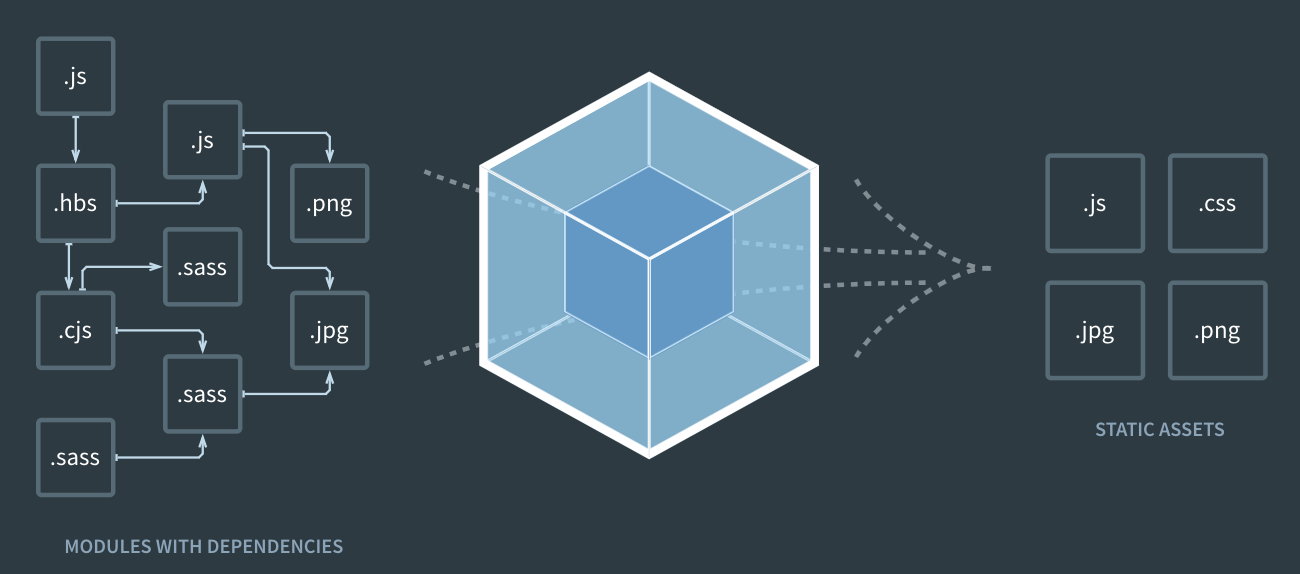 .js
.js
.hbs
.png
.sass
.cjs
.jpg
.sass
.sass
MODULES WITH DEPENDENCIES
.js
.css
.jpg
.png
STATIC ASSETS